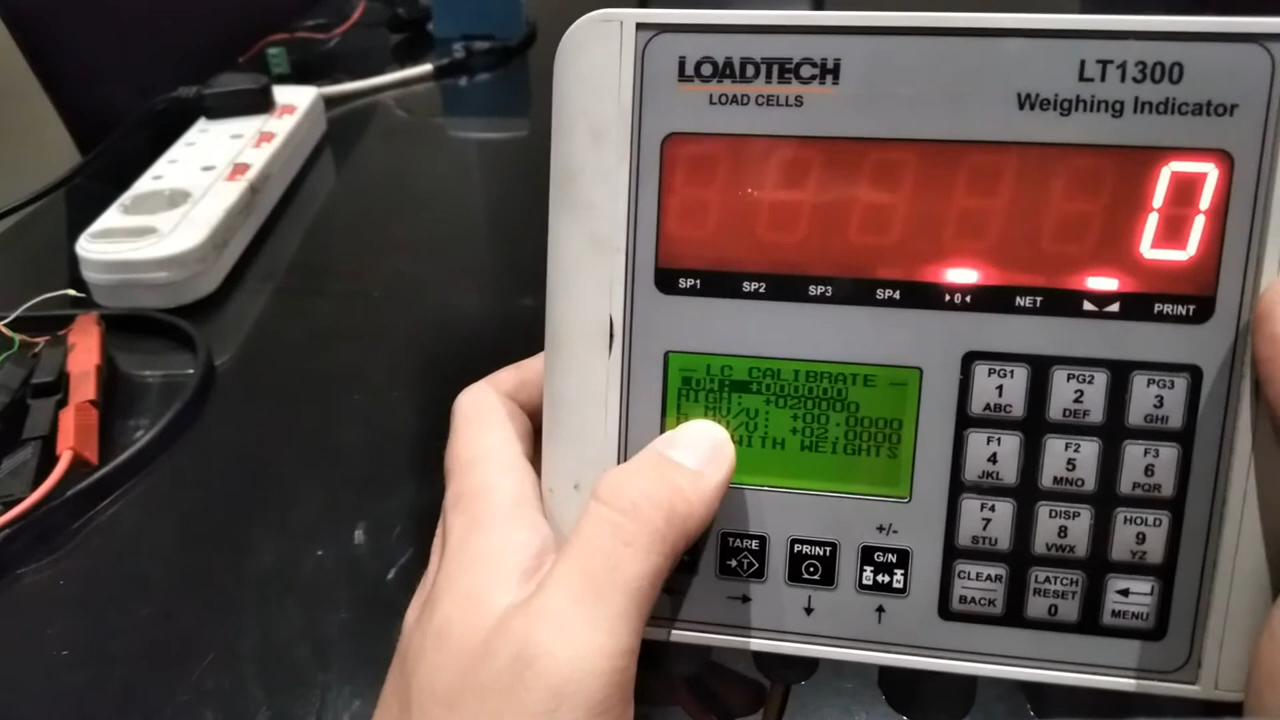 LOADTECH
LOAD CELLS
LT1300
Weighing Indicator
0
SP1 SP2 SP3 SP4 0 NET PRINT
LC CALIBRATE
LOW: +000000
HIGH: +020000
L MV/V: +00.0000
MV/V: +02.0000
WITH WEIGHTS
PG1
1
ABC
PG2
2
DEF
PG3
3
GHI
F1
4
JKL
F2
5
MNO
F3
6
PQR
F4
7
STU
DISP
8
VWX
HOLD
9
YZ
CLEAR
BACK
LATCH
RESET
0
MENU
TARE
T
PRINT
+/-
G/N
G N